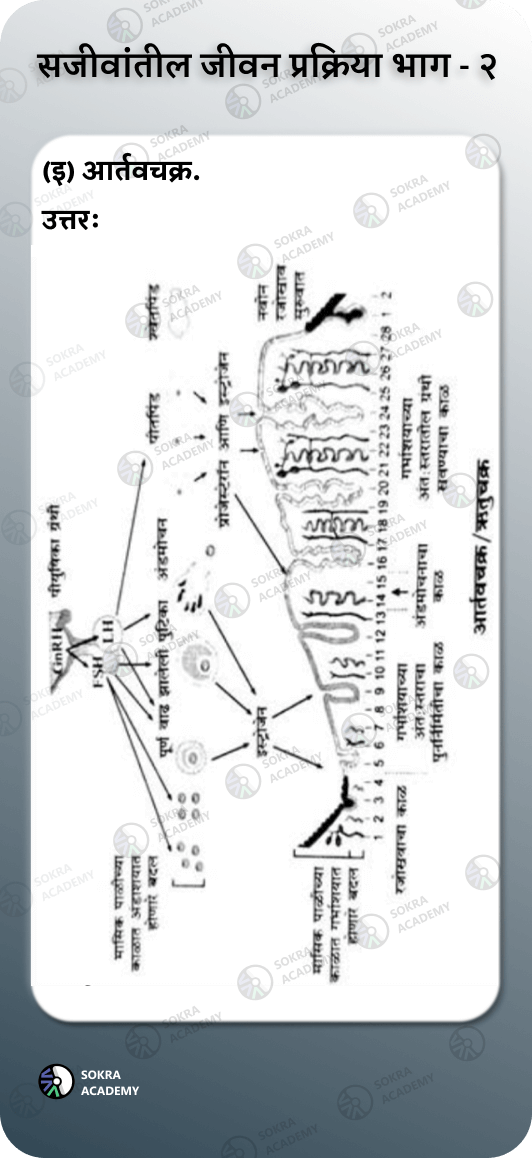 सजीवांतील जीवन प्रक्रिया भाग - २
(इ) आर्तवचक्र.
उत्तरः
GnRH
पीयूषिका ग्रंथी
FSH
LH
मासिक पाळीच्या
काळात अंडाशयात
होणारे बदल
पूर्ण वाढ झालेली पुटिका
अंडमोचन
पीतपिंड
श्वेतपिंड
इस्ट्रोजेन
प्रोजेस्टेरॉन आणि इस्ट्रोजेन
मासिक पाळीच्या
काळात गर्भाशयात
होणारे बदल
नवीन
रजोस्राव
सुरुवात
1 2 3 4 5 6 7 8 9 10 11 12 13 14 15 16 17 18 19 20 21 22 23 24 25 26 27 28 1 2
रजोस्रावाचा काळ
गर्भाशयाच्या
अंतःस्तराचा
पुनर्निर्मितीचा काळ
अंडमोचनाचा
काळ
गर्भाशयाच्या
अंतःस्तरातील ग्रंथी
स्रवण्याचा काळ
आर्तवचक्र/ऋतुचक्र
SOKRA
ACADEMY